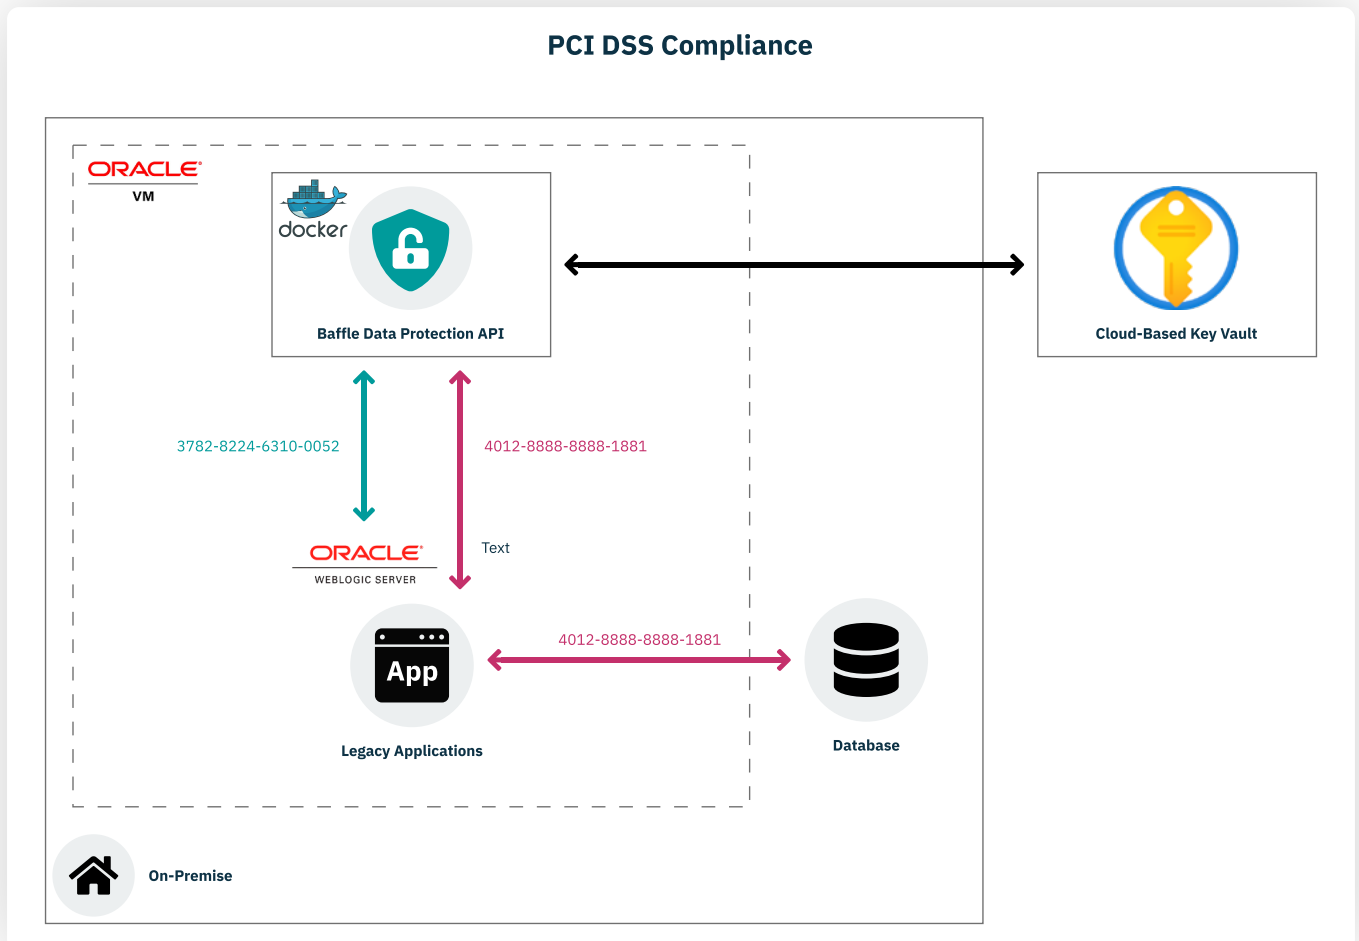 PCI DSS Compliance
ORACLE®
VM
docker
Baffle Data Protection API
Cloud-Based Key Vault
3782-8224-6310-0052
4012-8888-8888-1881
Text
ORACLE®
WEBLOGIC SERVER
4012-8888-8888-1881
App
Legacy Applications
Database
On-Premise